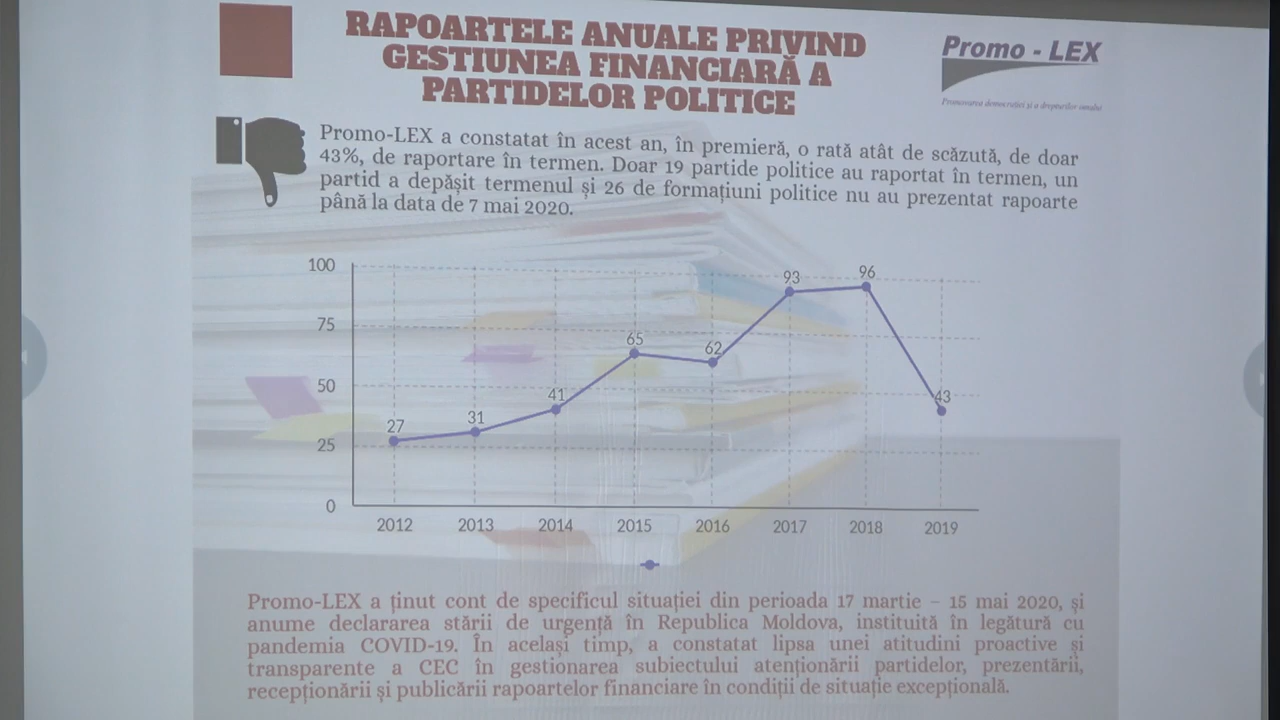 RAPOARTELE ANUALE PRIVIND
GESTIUNEA FINANCIARĂ A
PARTIDELOR POLITICE
Promo - LEX
Promovarea democrației și a drepturilor omului
Promo-LEX a constatat în acest an, în premieră, o rată atât de scăzută, de doar
43%, de raportare în termen. Doar 19 partide politice au raportat în termen, un
partid a depășit termenul și 26 de formațiuni politice nu au prezentat rapoarte
până la data de 7 mai 2020.
100
75
50
25
0
27
31
41
65
62
93
96
43
2012 2013 2014 2015 2016 2017 2018 2019
Promo-LEX a ținut cont de specificul situației din perioada 17 martie – 15 mai 2020, și
anume declararea stării de urgență în Republica Moldova, instituită în legătură cu
pandemia COVID-19. În același timp, a constatat lipsa unei atitudini proactive și
transparente a CEC în gestionarea subiectului atenționării partidelor, prezentării,
recepționării și publicării rapoartelor financiare în condiții de situație excepțională.